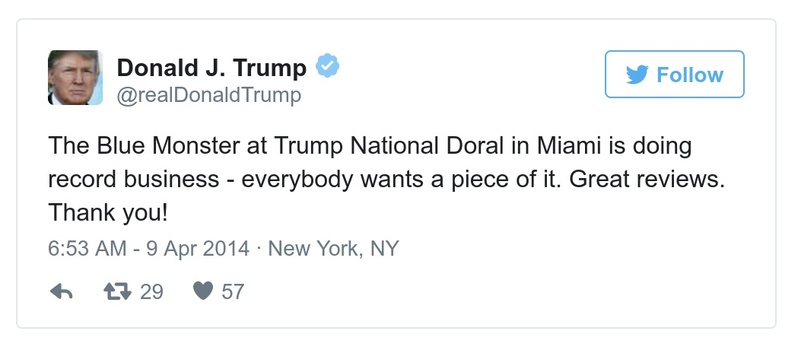 Donald J. Trump
@realDonaldTrump
Follow
The Blue Monster at Trump National Doral in Miami is doing
record business - everybody wants a piece of it. Great reviews.
Thank you!
6:53 AM - 9 Apr 2014 · New York, NY
29 57